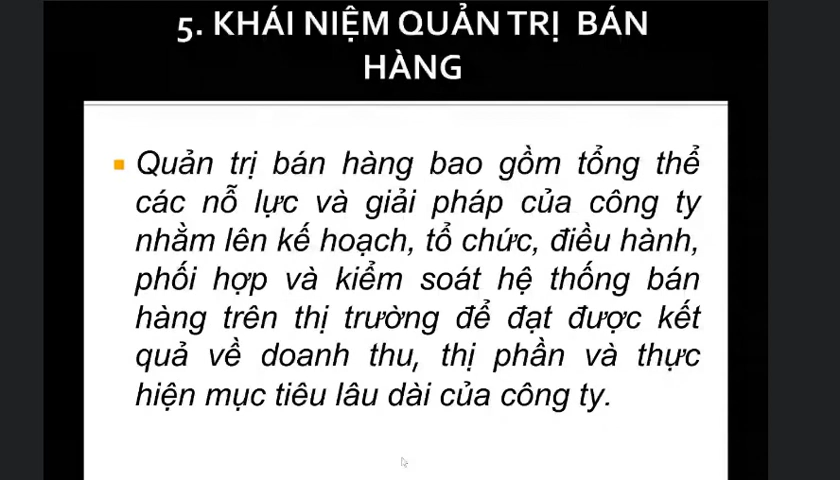 5. KHÁI NIỆM QUẢN TRỊ BÁN
HÀNG
Quản trị bán hàng bao gồm tổng thể
các nỗ lực và giải pháp của công ty
nhằm lên kế hoạch, tổ chức, điều hành,
phối hợp và kiểm soát hệ thống bán
hàng trên thị trường để đạt được kết
quả về doanh thu, thị phần và thực
hiện mục tiêu lâu dài của công ty.